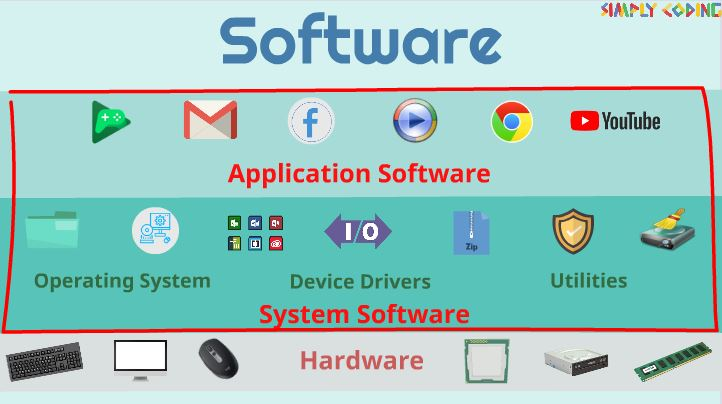 SIMPLY CODING
Software
YouTube
Application Software
I/O
Zip
Operating System
Device Drivers
Utilities
System Software
Hardware